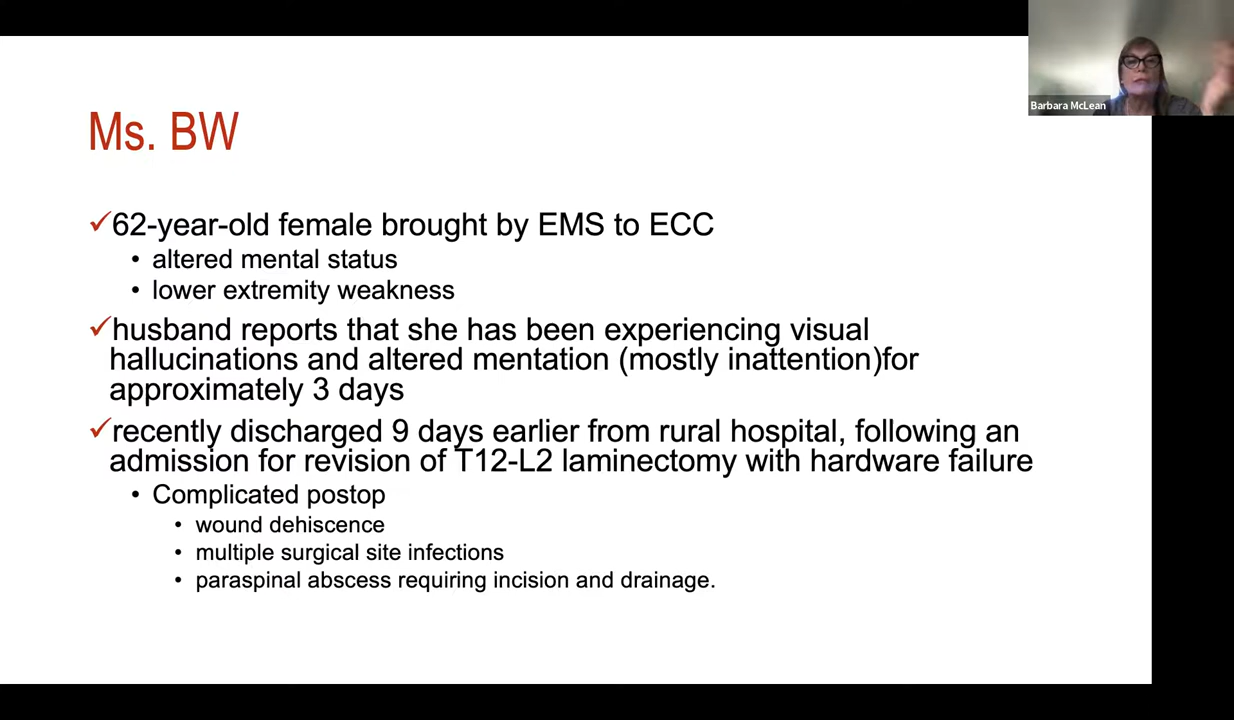 Barbara McLean
Ms. BW
✓62-year-old female brought by EMS to ECC
• altered mental status
• lower extremity weakness
✓husband reports that she has been experiencing visual
hallucinations and altered mentation (mostly inattention)for
approximately 3 days
✓recently discharged 9 days earlier from rural hospital, following an
admission for revision of T12-L2 laminectomy with hardware failure
• Complicated postop
• wound dehiscence
• multiple surgical site infections
• paraspinal abscess requiring incision and drainage.